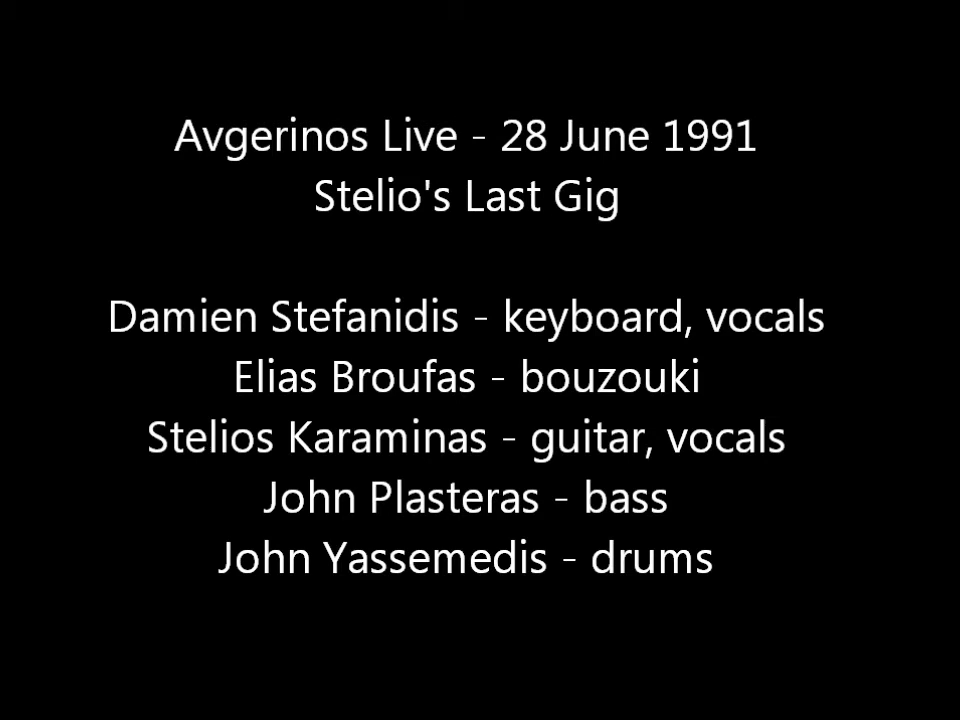 Avgerinos Live - 28 June 1991
Stelio's Last Gig
Damien Stefanidis - keyboard, vocals
Elias Broufas - bouzouki
Stelios Karaminas - guitar, vocals
John Plasteras - bass
John Yassemedis - drums